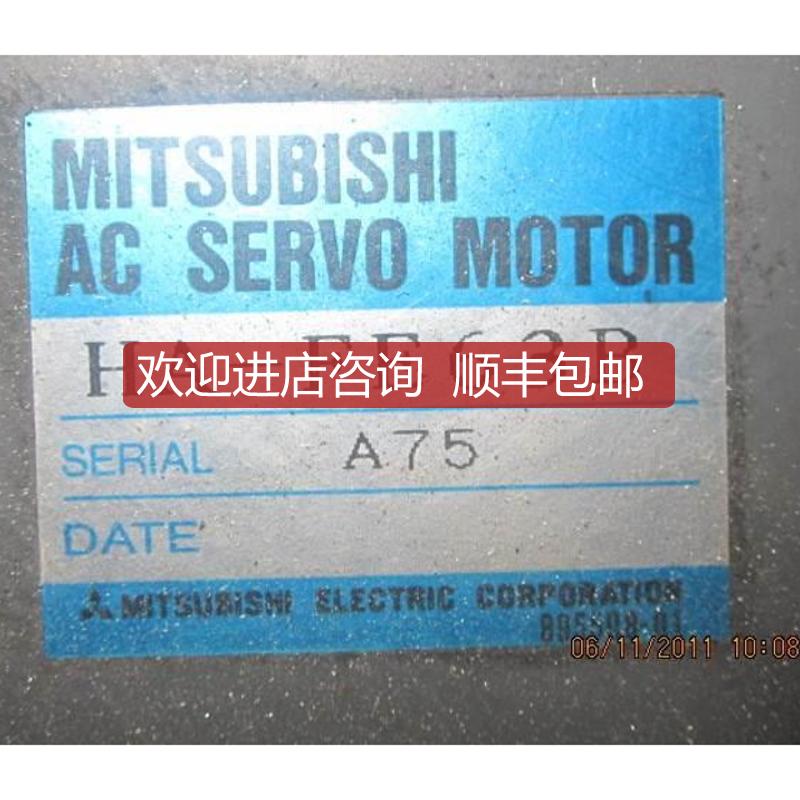 MITSUBISHI
AC SERVO MOTOR
欢迎进店咨询 顺丰包邮
SERIAL A75
DATE
MITSUBISHI ELECTRIC CORPORATION
06/11/2011 10:08